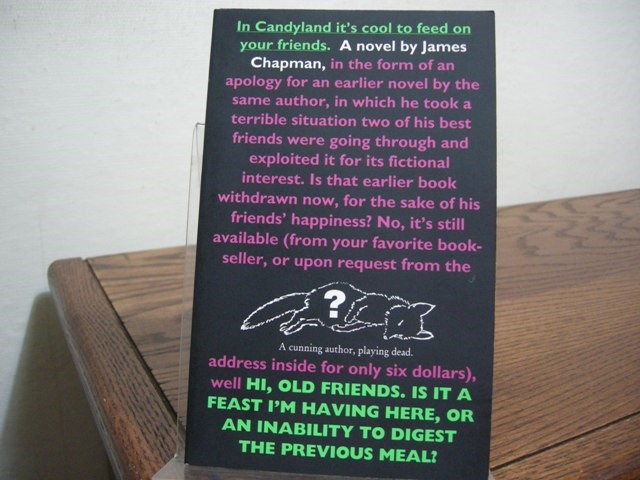 In Candyland it's cool to feed on
your friends. A novel by James
Chapman, in the form of an
apology for an earlier novel by the
same author, in which he took a
terrible situation two of his best
friends were going through and
exploited it for its fictional
interest. Is that earlier book
withdrawn now, for the sake of his
friends' happiness? No, it's still
available (from your favorite book-
seller, or upon request from the
?
A cunning author, playing dead.
address inside for only six dollars),
well HI, OLD FRIENDS. IS IT A
FEAST I'M HAVING HERE, OR
AN INABILITY TO DIGEST
THE PREVIOUS MEAL?